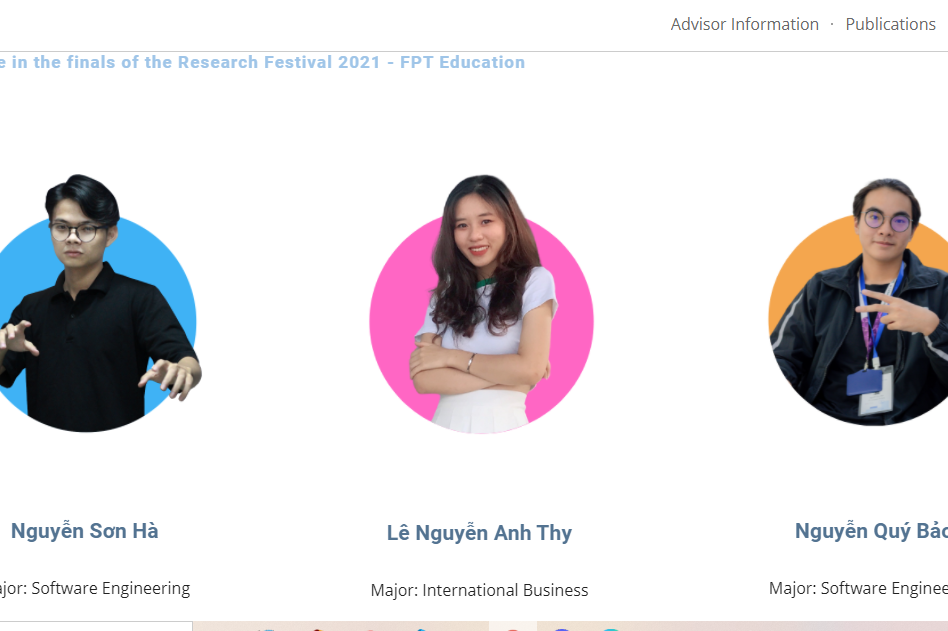 Advisor Information · Publications
e in the finals of the Research Festival 2021 - FPT Education
Nguyễn Sơn Hà
Lê Nguyễn Anh Thy
Nguyễn Quý Bảo
ajor: Software Engineering
Major: International Business
Major: Software Enginee